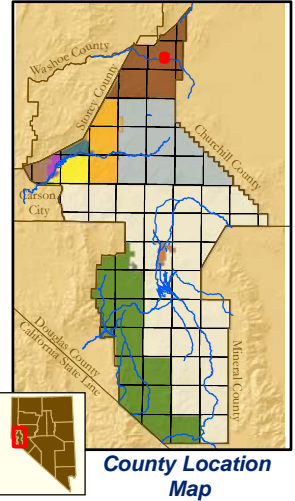 Washoe County
Storey County
Churchill County
Carson
City
Douglas County
California State Line
Mineral County
County Location
Map